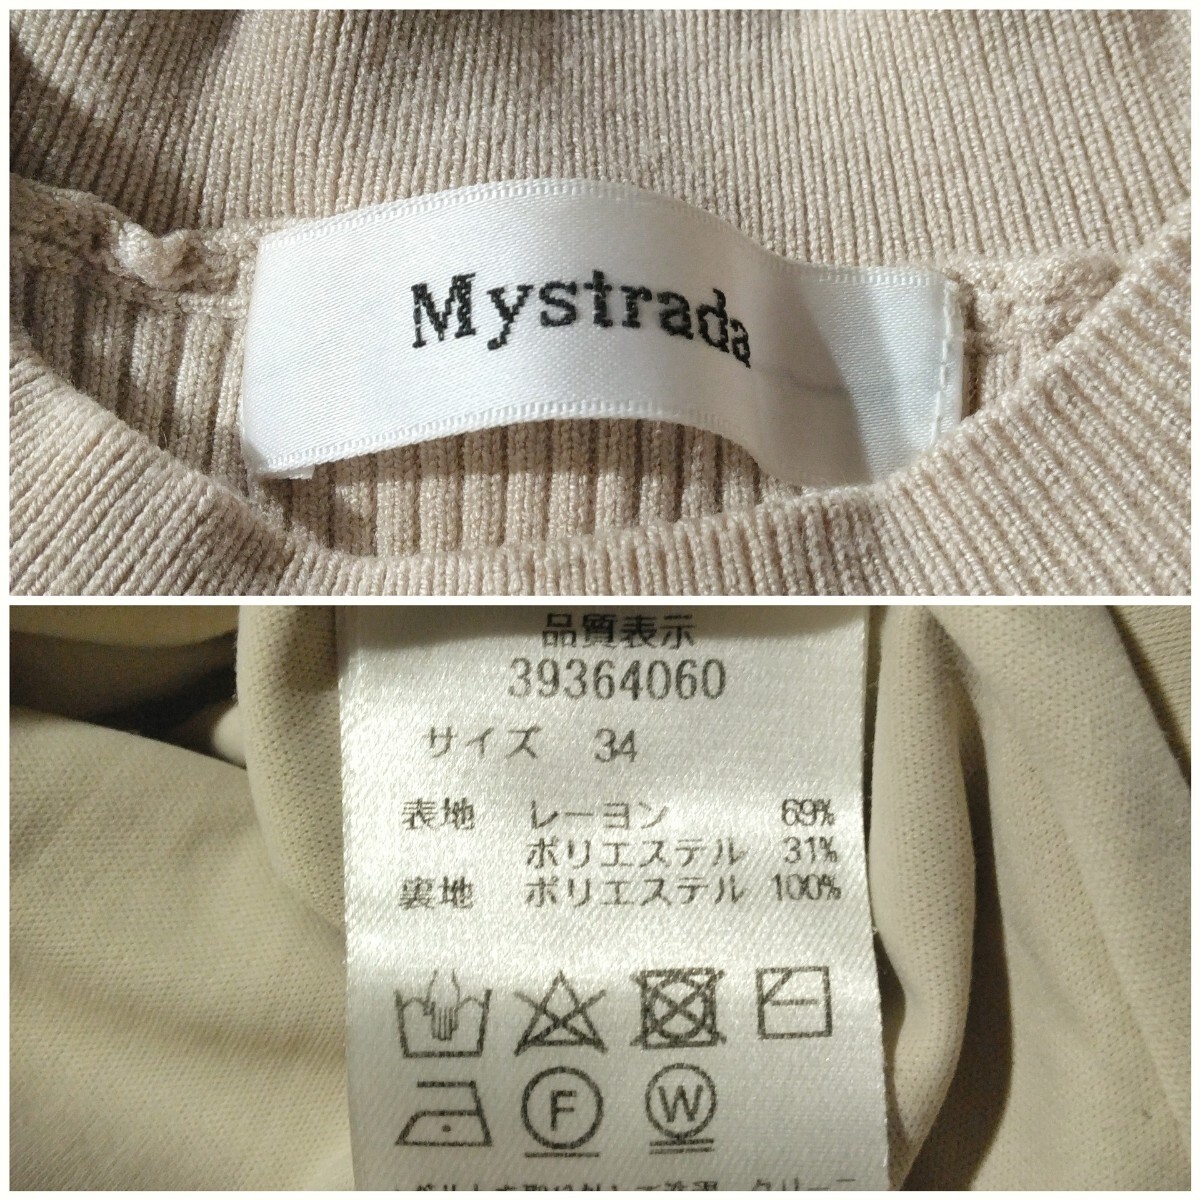 Mystrada
品質表示
39364060
サイズ 34
表地 レーヨン 69%
ポリエステル 31%
裏地 ポリエステル 100%
F W